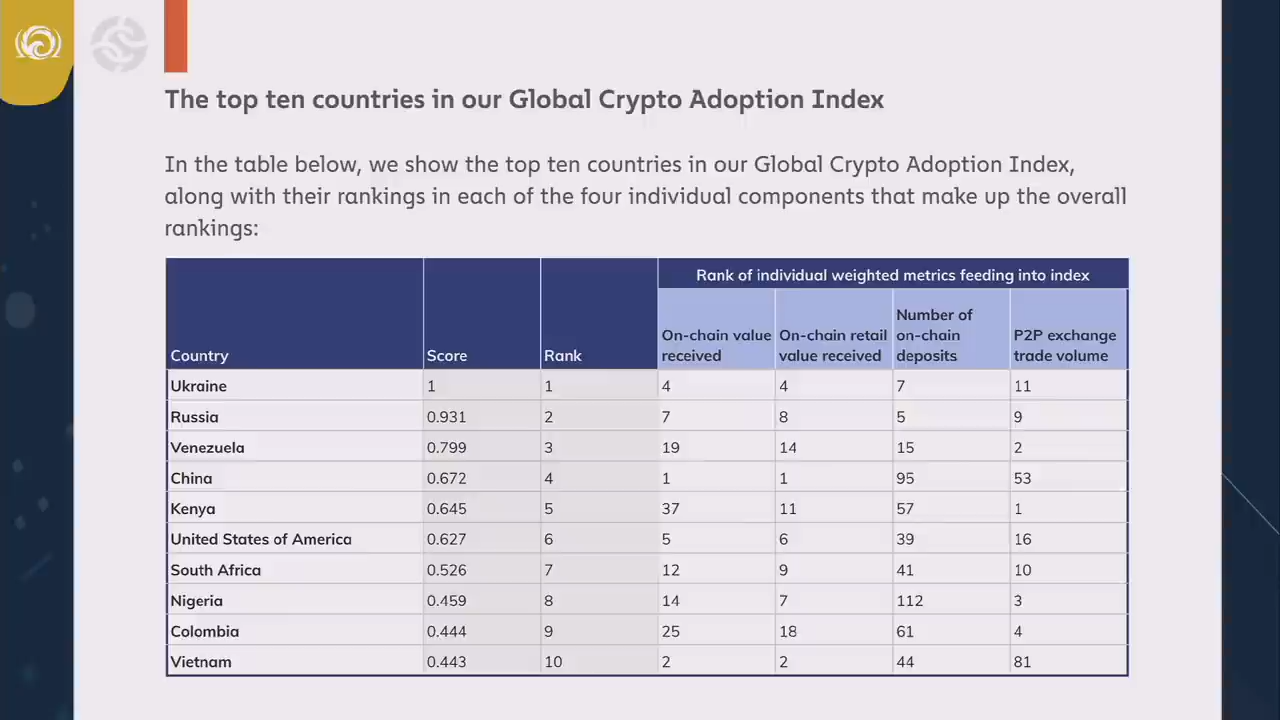 The top ten countries in our Global Crypto Adoption Index
In the table below, we show the top ten countries in our Global Crypto Adoption Index,
along with their rankings in each of the four individual components that make up the overall
rankings:
Rank of individual weighted metrics feeding into index
Country Score Rank On-chain value received On-chain retail value received Number of on-chain deposits P2P exchange trade volume
Ukraine 1 1 4 4 7 11
Russia 0.931 2 7 8 5 9
Venezuela 0.799 3 19 14 15 2
China 0.672 4 1 1 95 53
Kenya 0.645 5 37 11 57 1
United States of America 0.627 6 5 6 39 16
South Africa 0.526 7 12 9 41 10
Nigeria 0.459 8 14 7 112 3
Colombia 0.444 9 25 18 61 4
Vietnam 0.443 10 2 2 44 81